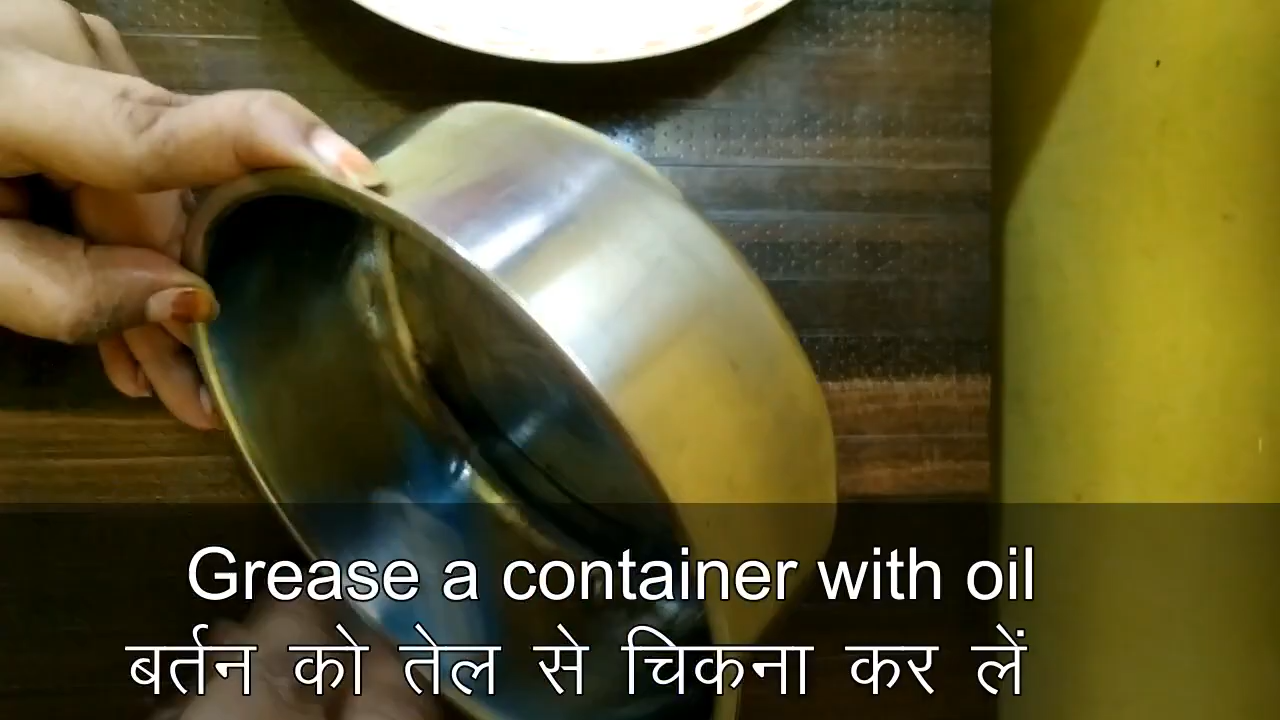 Grease a container with oil
बर्तन को तेल से चिकना कर लें